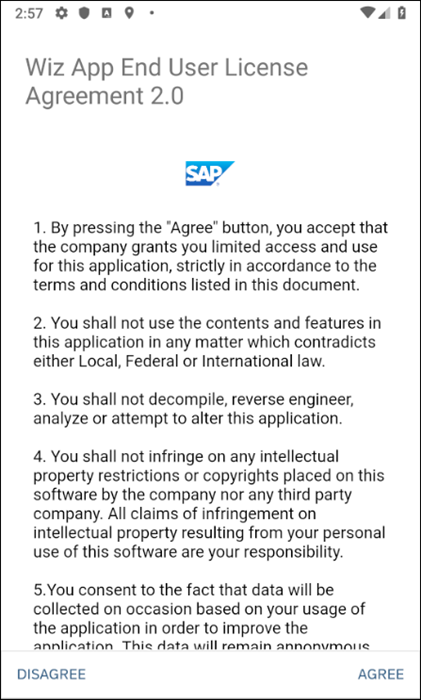 2:57
Wiz App End User License
Agreement 2.0
SAP
1. By pressing the "Agree" button, you accept that
the company grants you limited access and use
for this application, strictly in accordance to the
terms and conditions listed in this document.
2. You shall not use the contents and features in
this application in any matter which contradicts
either Local, Federal or International law.
3. You shall not decompile, reverse engineer,
analyze or attempt to alter this application.
4. You shall not infringe on any intellectual
property restrictions or copyrights placed on this
software by the company nor any third party
company. All claims of infringement on
intellectual property resulting from your personal
use of this software are your responsibility.
5.You consent to the fact that data will be
collected on occasion based on your usage of
the application in order to improve the
application. This data will remain annonymous
DISAGREE
AGREE